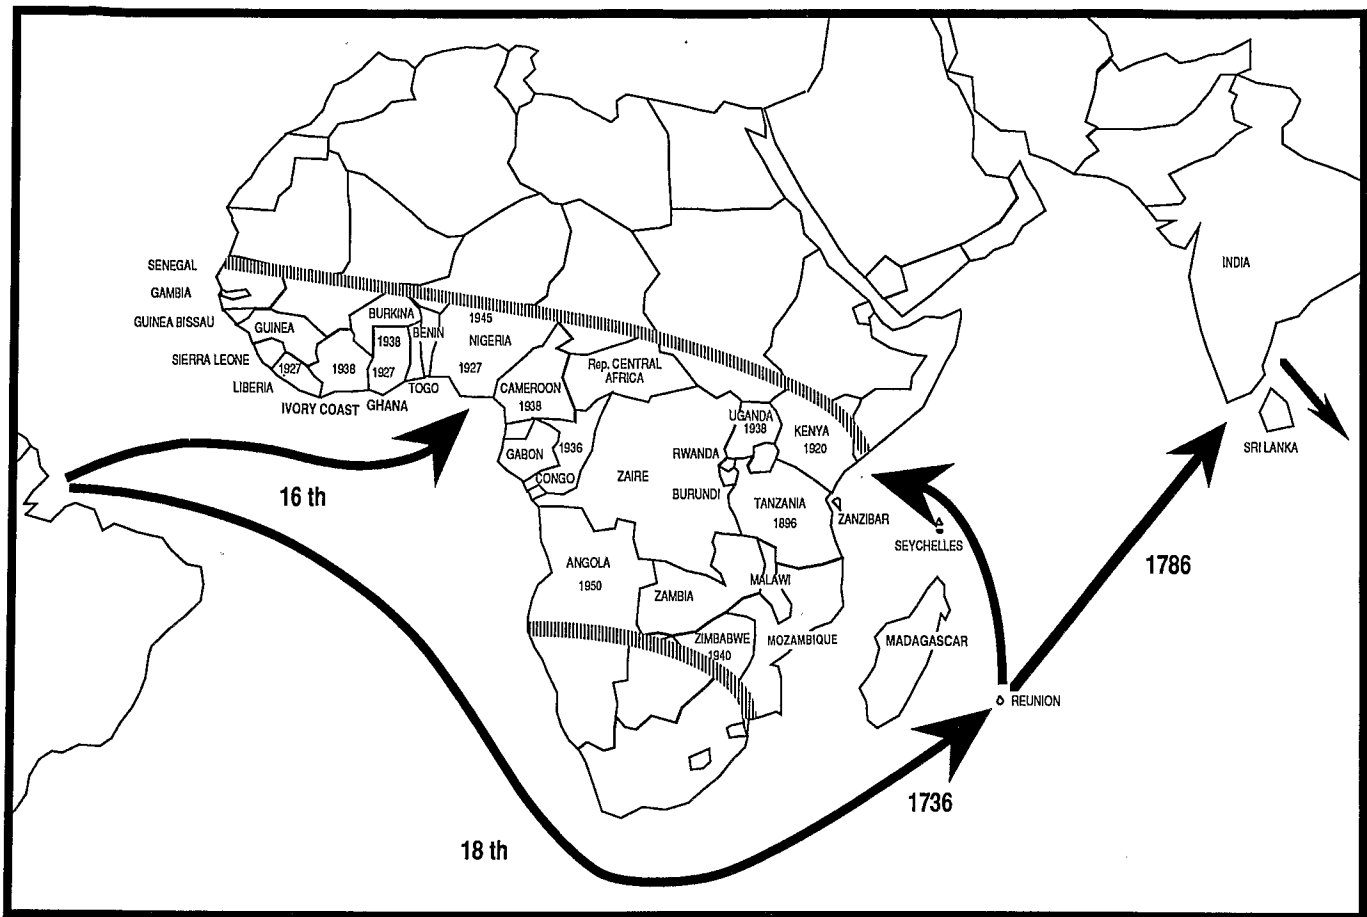 SENEGAL
GAMBIA
GUINEA BISSAU
GUINEA
SIERRA LEONE
1927
LIBERIA
IVORY COAST
1938
BURKINA
1938
1927
GHANA
BENIN
TOGO
1945
NIGERIA
1927
CAMEROON
1938
Rep. CENTRAL
AFRICA
GABON
1936
CONGO
ZAIRE
UGANDA
1938
KENYA
1920
RWANDA
BURUNDI
TANZANIA
1896
ZANZIBAR
SEYCHELLES
ANGOLA
1950
ZAMBIA
MALAWI
ZIMBABWE
1940
MOZAMBIQUE
MADAGASCAR
REUNION
INDIA
SRI LANKA
16 th
18 th
1736
1786